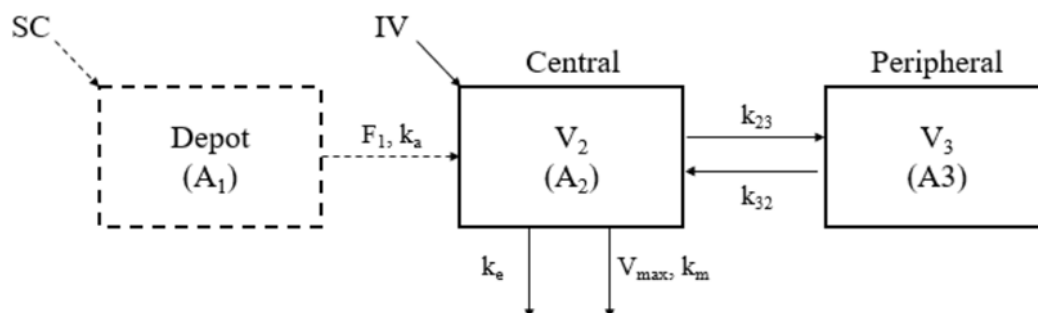 SC
IV
Central
Peripheral
Depot
(A₁)
F₁, kₐ
V₂
(A₂)
k₂₃
k₃₂
V₃
(A3)
kₑ
Vₘₐₓ, kₘ